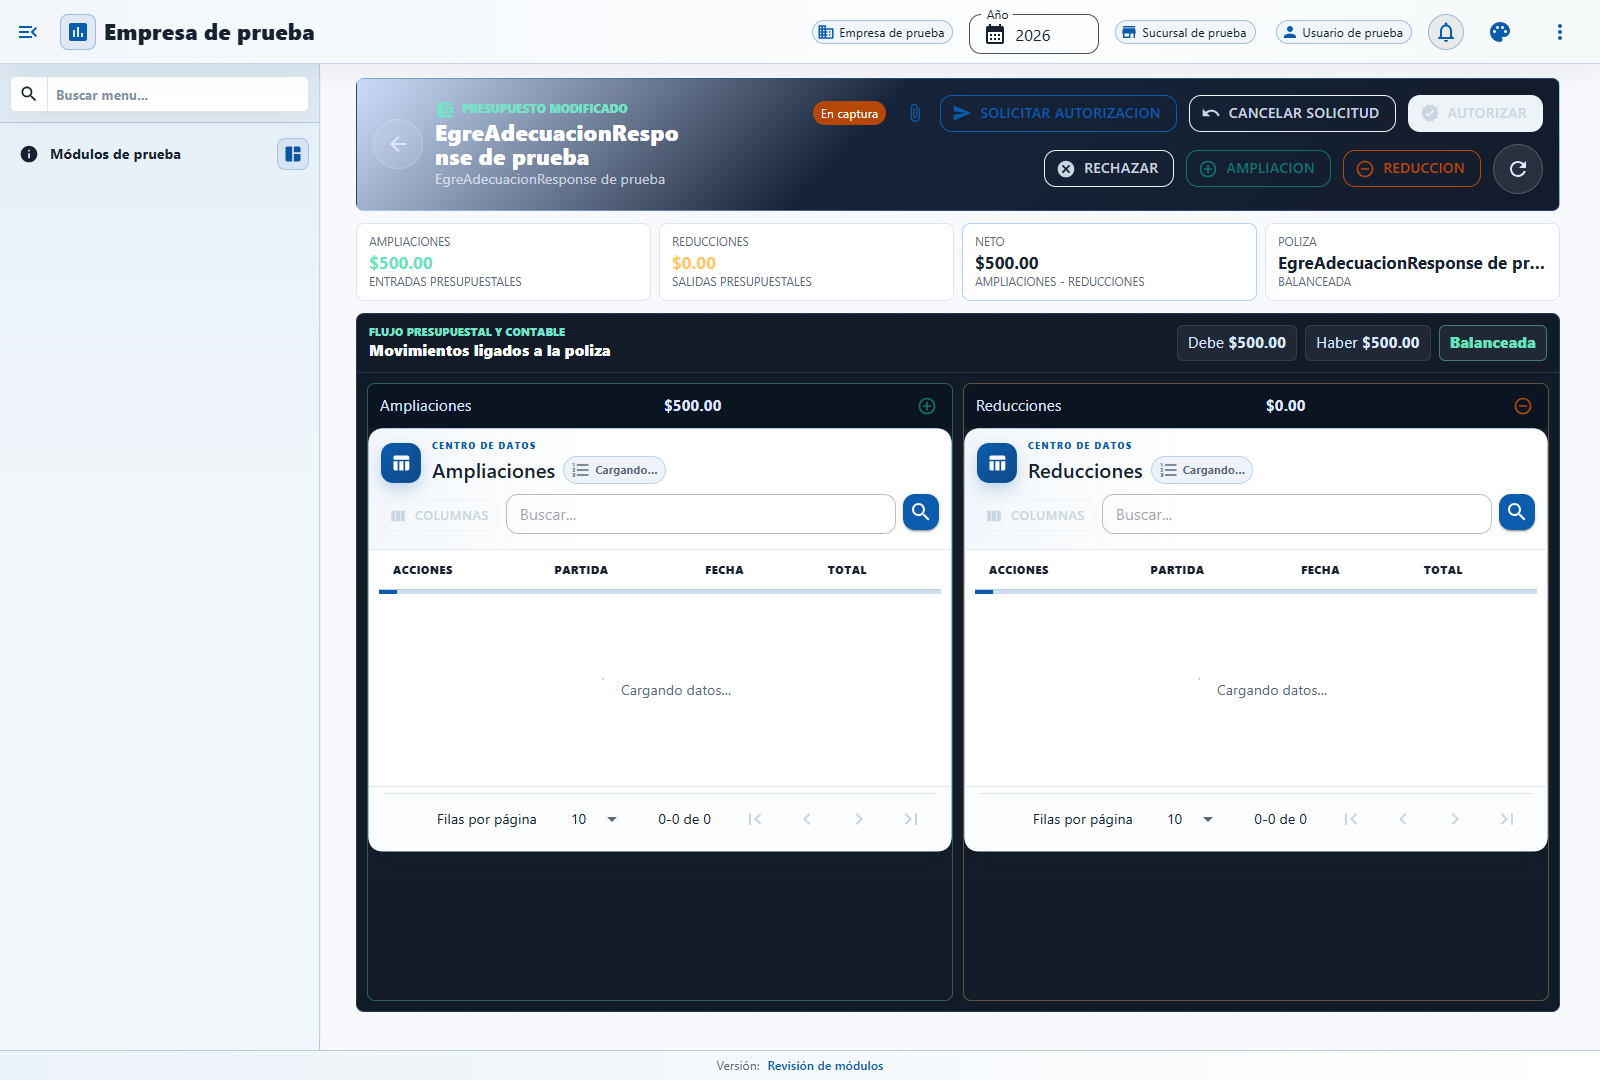 Empresa de prueba
Empresa de prueba
Año
2026
Sucursal de prueba
Usuario de prueba
Buscar menu...
Módulos de prueba
PRESUPUESTO MODIFICADO
EgreAdecuacionRespo
nse de prueba
EgreAdecuacionResponse de prueba
En captura
SOLICITAR AUTORIZACION
CANCELAR SOLICITUD
AUTORIZAR
RECHAZAR
AMPLIACION
REDUCCION
AMPLIACIONES
$500.00
ENTRADAS PRESUPUESTALES
REDUCCIONES
$0.00
SALIDAS PRESUPUESTALES
NETO
$500.00
AMPLIACIONES - REDUCCIONES
POLIZA
EgreAdecuacionResponse de pr...
BALANCEADA
FLUJO PRESUPUESTAL Y CONTABLE
Movimientos ligados a la poliza
Debe $500.00
Haber $500.00
Balanceada
Ampliaciones
$500.00
CENTRO DE DATOS
Ampliaciones
Cargando...
COLUMNAS
Buscar...
ACCIONES
PARTIDA
FECHA
TOTAL
Cargando datos...
Filas por página
10
0-0 de 0
Reducciones
$0.00
CENTRO DE DATOS
Reducciones
Cargando...
COLUMNAS
Buscar...
ACCIONES
PARTIDA
FECHA
TOTAL
Cargando datos...
Filas por página
10
0-0 de 0
Versión: Revisión de módulos